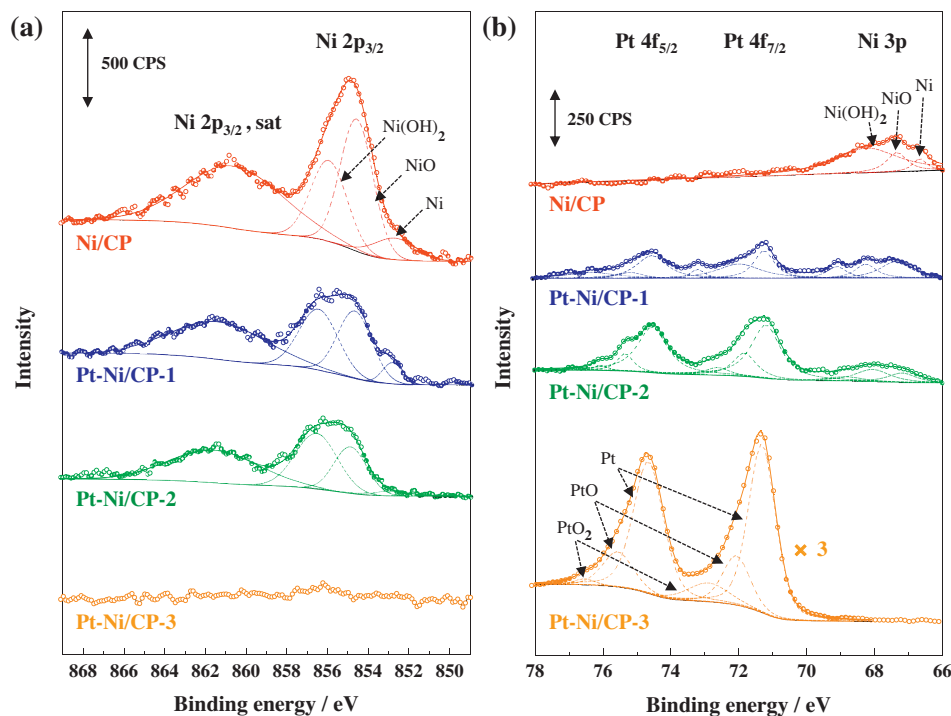 (a)
500 CPS
Ni 2p3/2
Ni 2p3/2 , sat
Ni(OH)2
NiO
Ni
Ni/CP
Pt-Ni/CP-1
Pt-Ni/CP-2
Pt-Ni/CP-3
Intensity
868 866 864 862 860 858 856 854 852 850
Binding energy / eV
(b)
Pt 4f5/2 Pt 4f7/2 Ni 3p
250 CPS
Ni(OH)2
NiO
Ni
Ni/CP
Pt-Ni/CP-1
Pt-Ni/CP-2
Pt
PtO
PtO2
× 3
Pt-Ni/CP-3
Intensity
78 76 74 72 70 68 66
Binding energy / eV